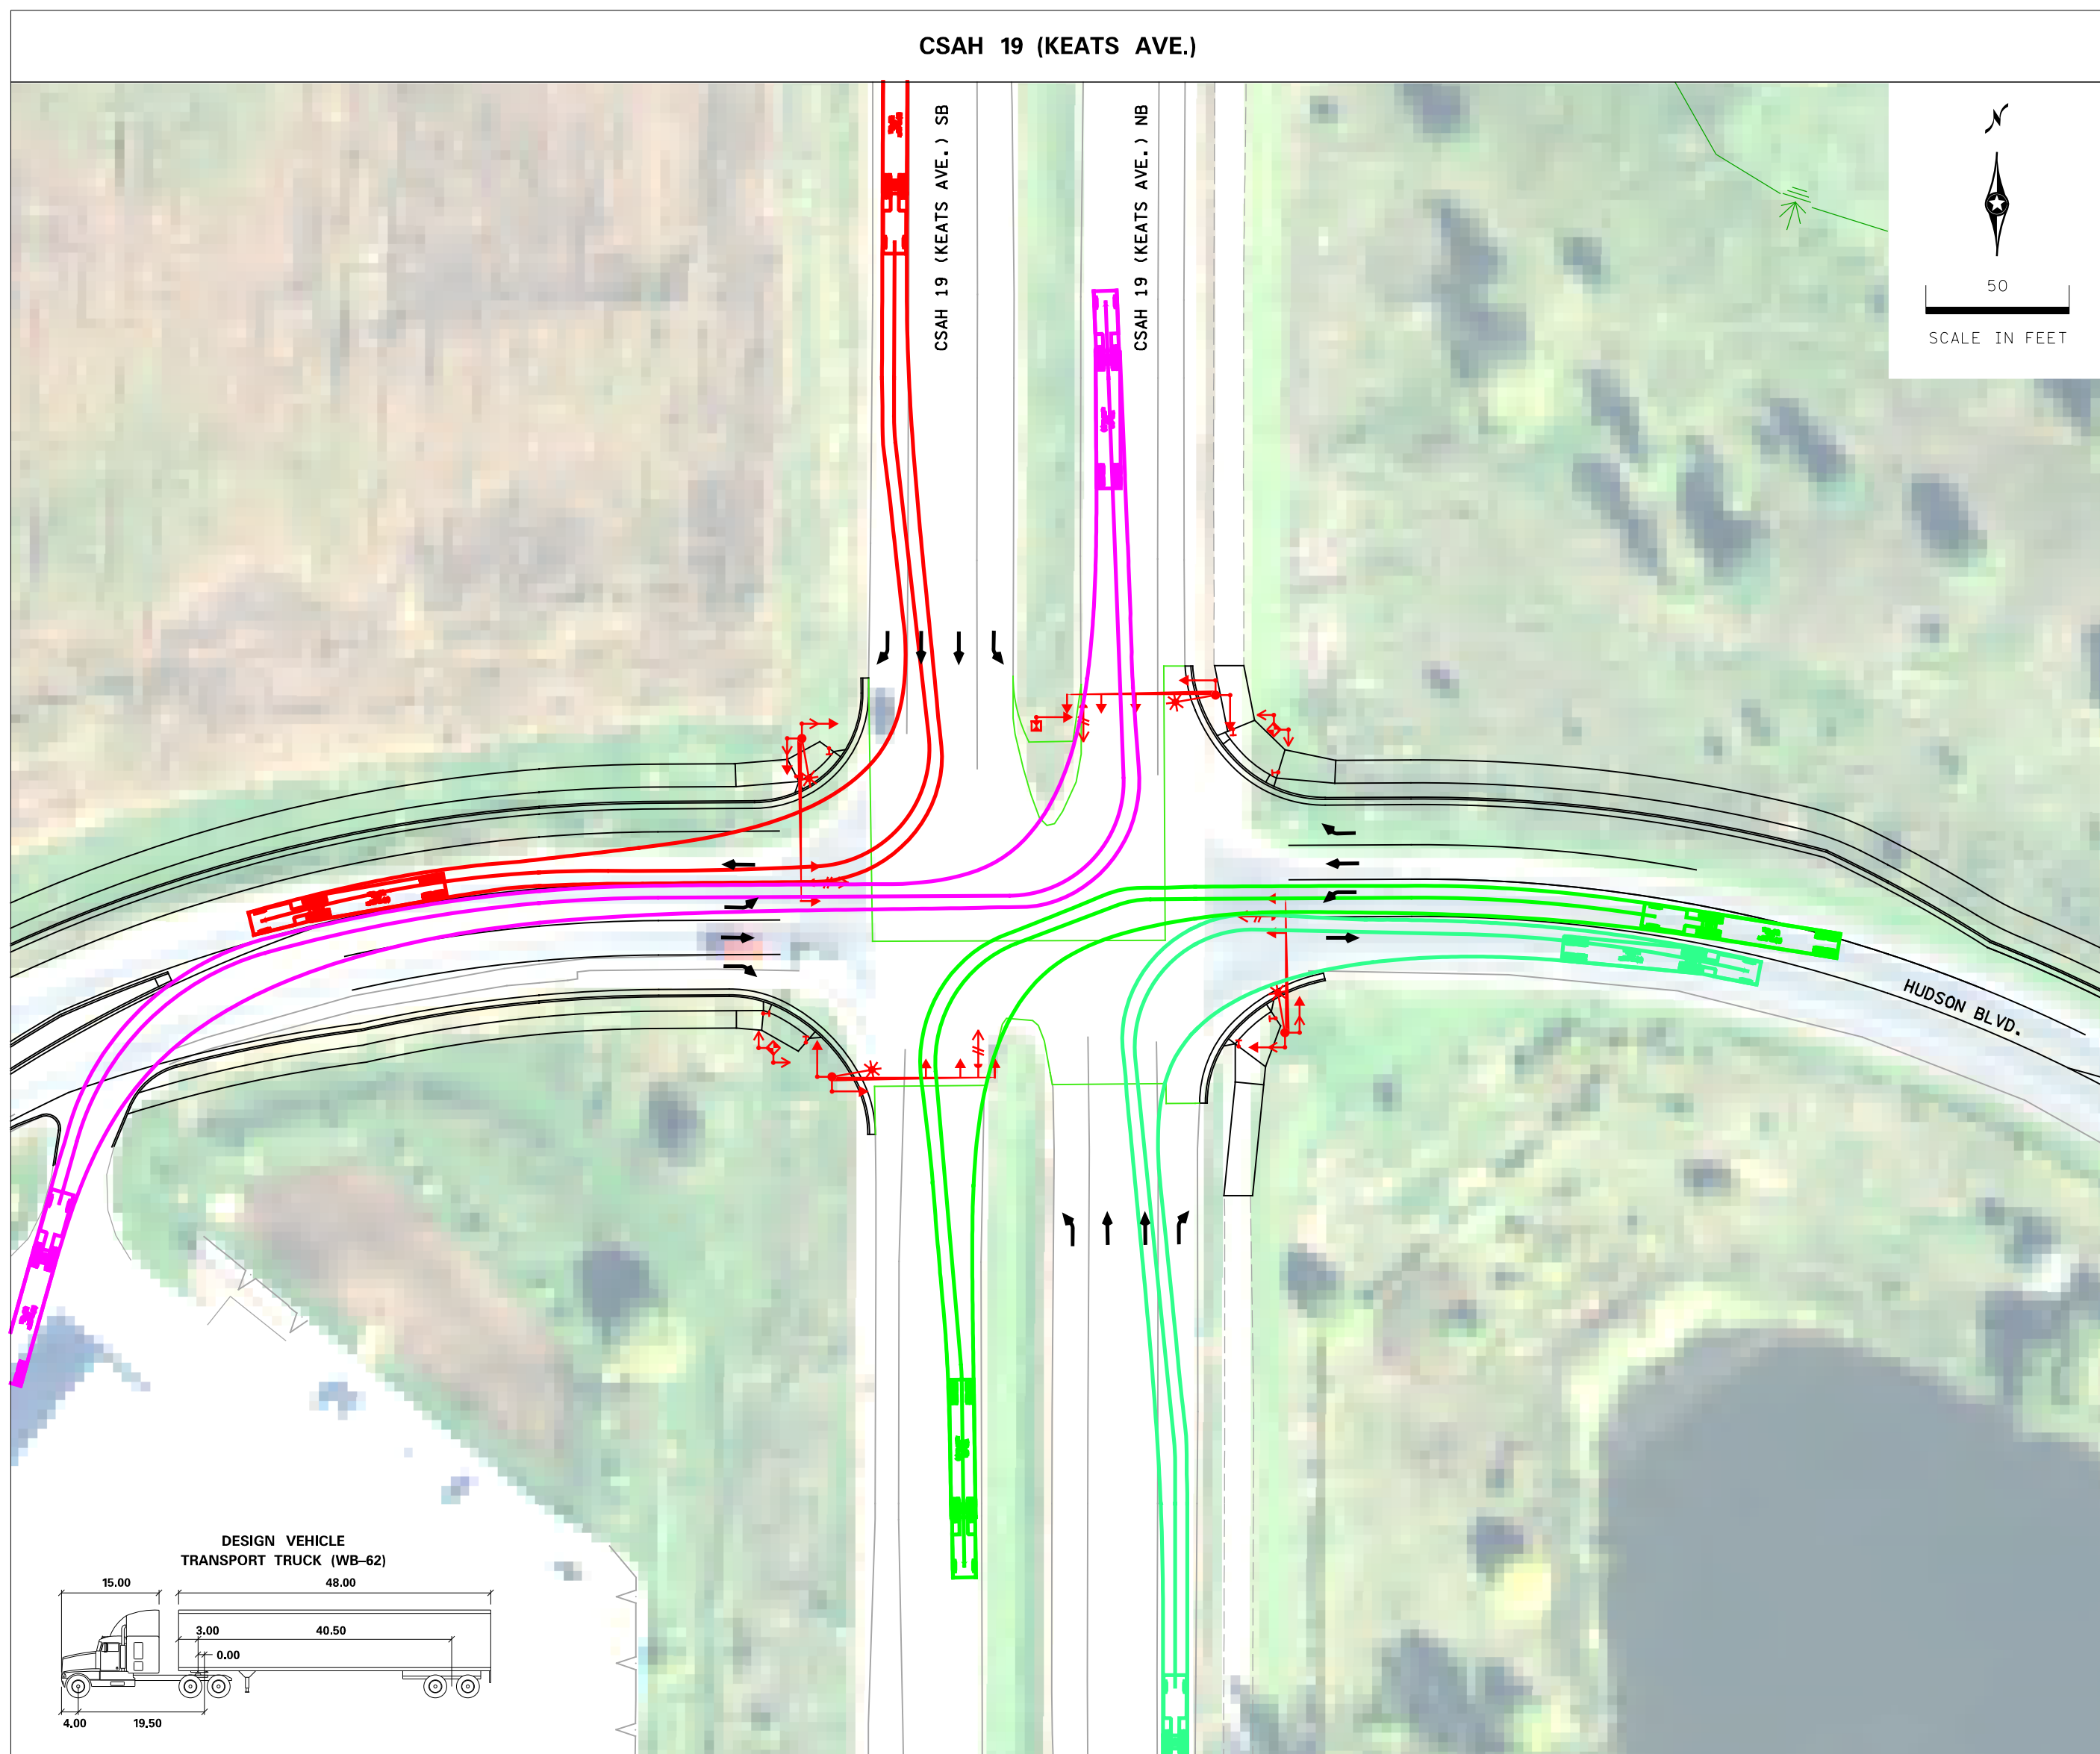 CSAH 19 (KEATS AVE.)
CSAH 19 (KEATS AVE.) SB
CSAH 19 (KEATS AVE.) NB
N
50
SCALE IN FEET
HUDSON BLVD.
DESIGN VEHICLE
TRANSPORT TRUCK (WB-62)
15.00 48.00
3.00 40.50
0.00
4.00 19.50